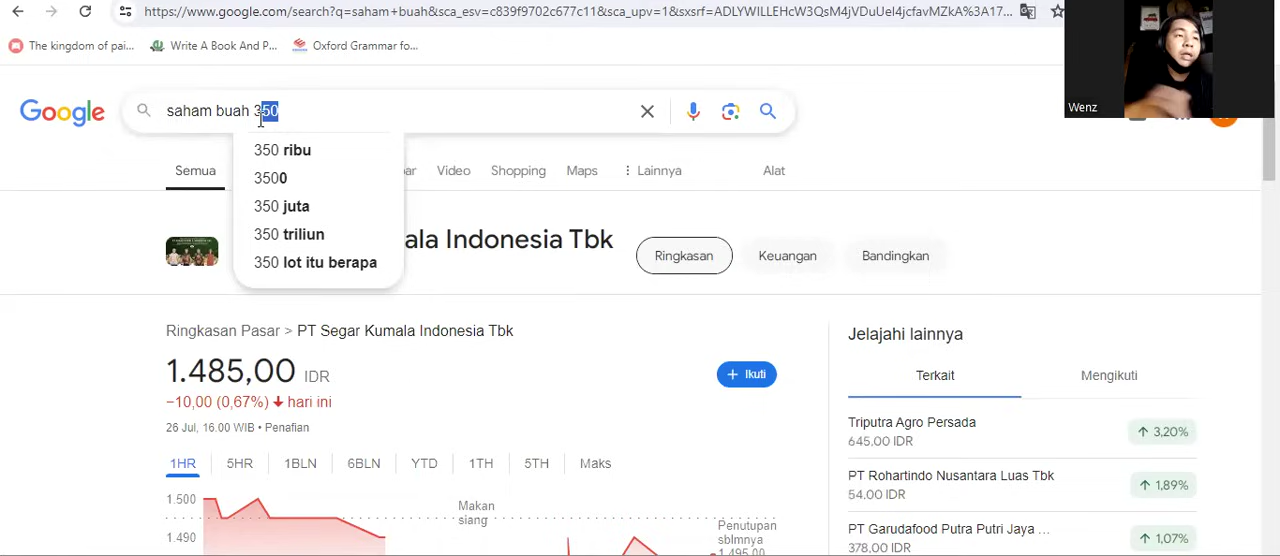 https://www.google.com/search?q=saham+buah&sca_esv=c839f9702c677c11&sca_upv=1&sxsrf=ADLYWILLEHcW3QsM4jVDuUeI4jcfavMZkA%3A17...
The kingdom of pai...
Write A Book And P...
Oxford Grammar fo...
Wenz
Google
saham buah 350
350 ribu
3500
350 juta
350 triliun
350 lot itu berapa
Semua
Video
Shopping
Maps
Lainnya
Alat
ala Indonesia Tbk
Ringkasan
Keuangan
Bandingkan
Ringkasan Pasar > PT Segar Kumala Indonesia Tbk
1.485,00 IDR
+ Ikuti
−10,00 (0,67%) hari ini
26 Jul, 16.00 WIB • Penafian
1HR
5HR
1BLN
6BLN
YTD
1TH
5TH
Maks
1.500
1.490
Makan
siang
Penutupan
sblmnya
1.495,00
Jelajahi lainnya
Terkait
Mengikuti
Triputra Agro Persada
645.00 IDR
3,20%
PT Rohartindo Nusantara Luas Tbk
54.00 IDR
1,89%
PT Garudafood Putra Putri Jaya ...
378,00 IDR
1,07%